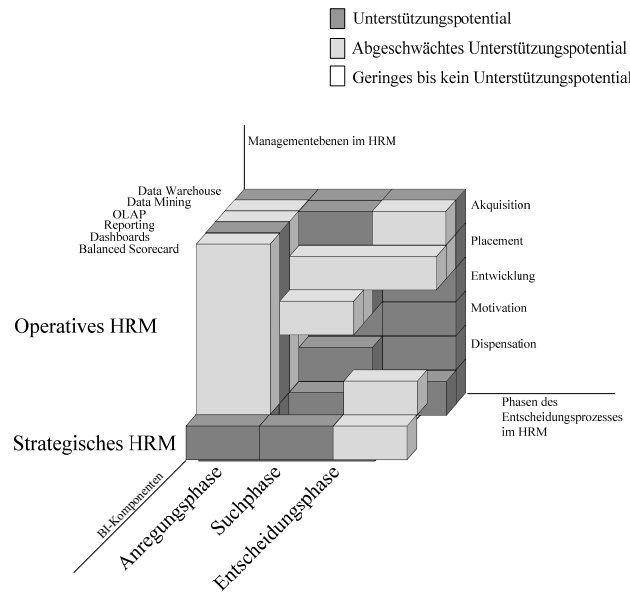 Unterstützungspotential
Abgeschwächtes Unterstützungspotential
Geringes bis kein Unterstützungspotential
Managementebenen im HRM
Data Warehouse
Data Mining
OLAP
Reporting
Dashboards
Balanced Scorecard
Akquisition
Placement
Entwicklung
Motivation
Dispensation
Operatives HRM
Strategisches HRM
Phasen des
Entscheidungsprozesses
im HRM
BI-Komponenten
Anregungsphase
Suchphase
Entscheidungsphase